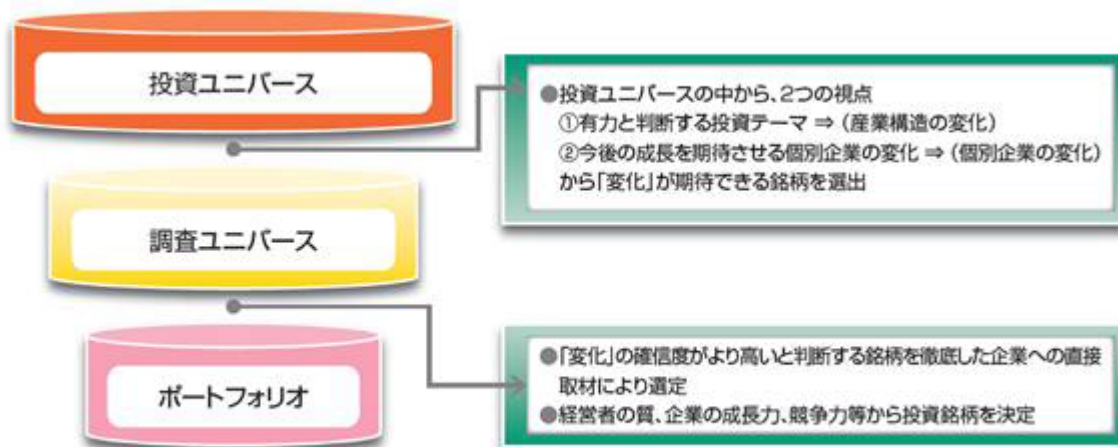 投資ユニバース
●投資ユニバースの中から、2つの視点
①有力と判断する投資テーマ ⇒ (産業構造の変化)
②今後の成長を期待させる個別企業の変化 ⇒ (個別企業の変化)
から「変化」が期待できる銘柄を選出
調査ユニバース
●「変化」の確信度がより高いと判断する銘柄を徹底した企業への直接
取材により選定
●経営者の質、企業の成長力、競争力等から投資銘柄を決定
ポートフォリオ